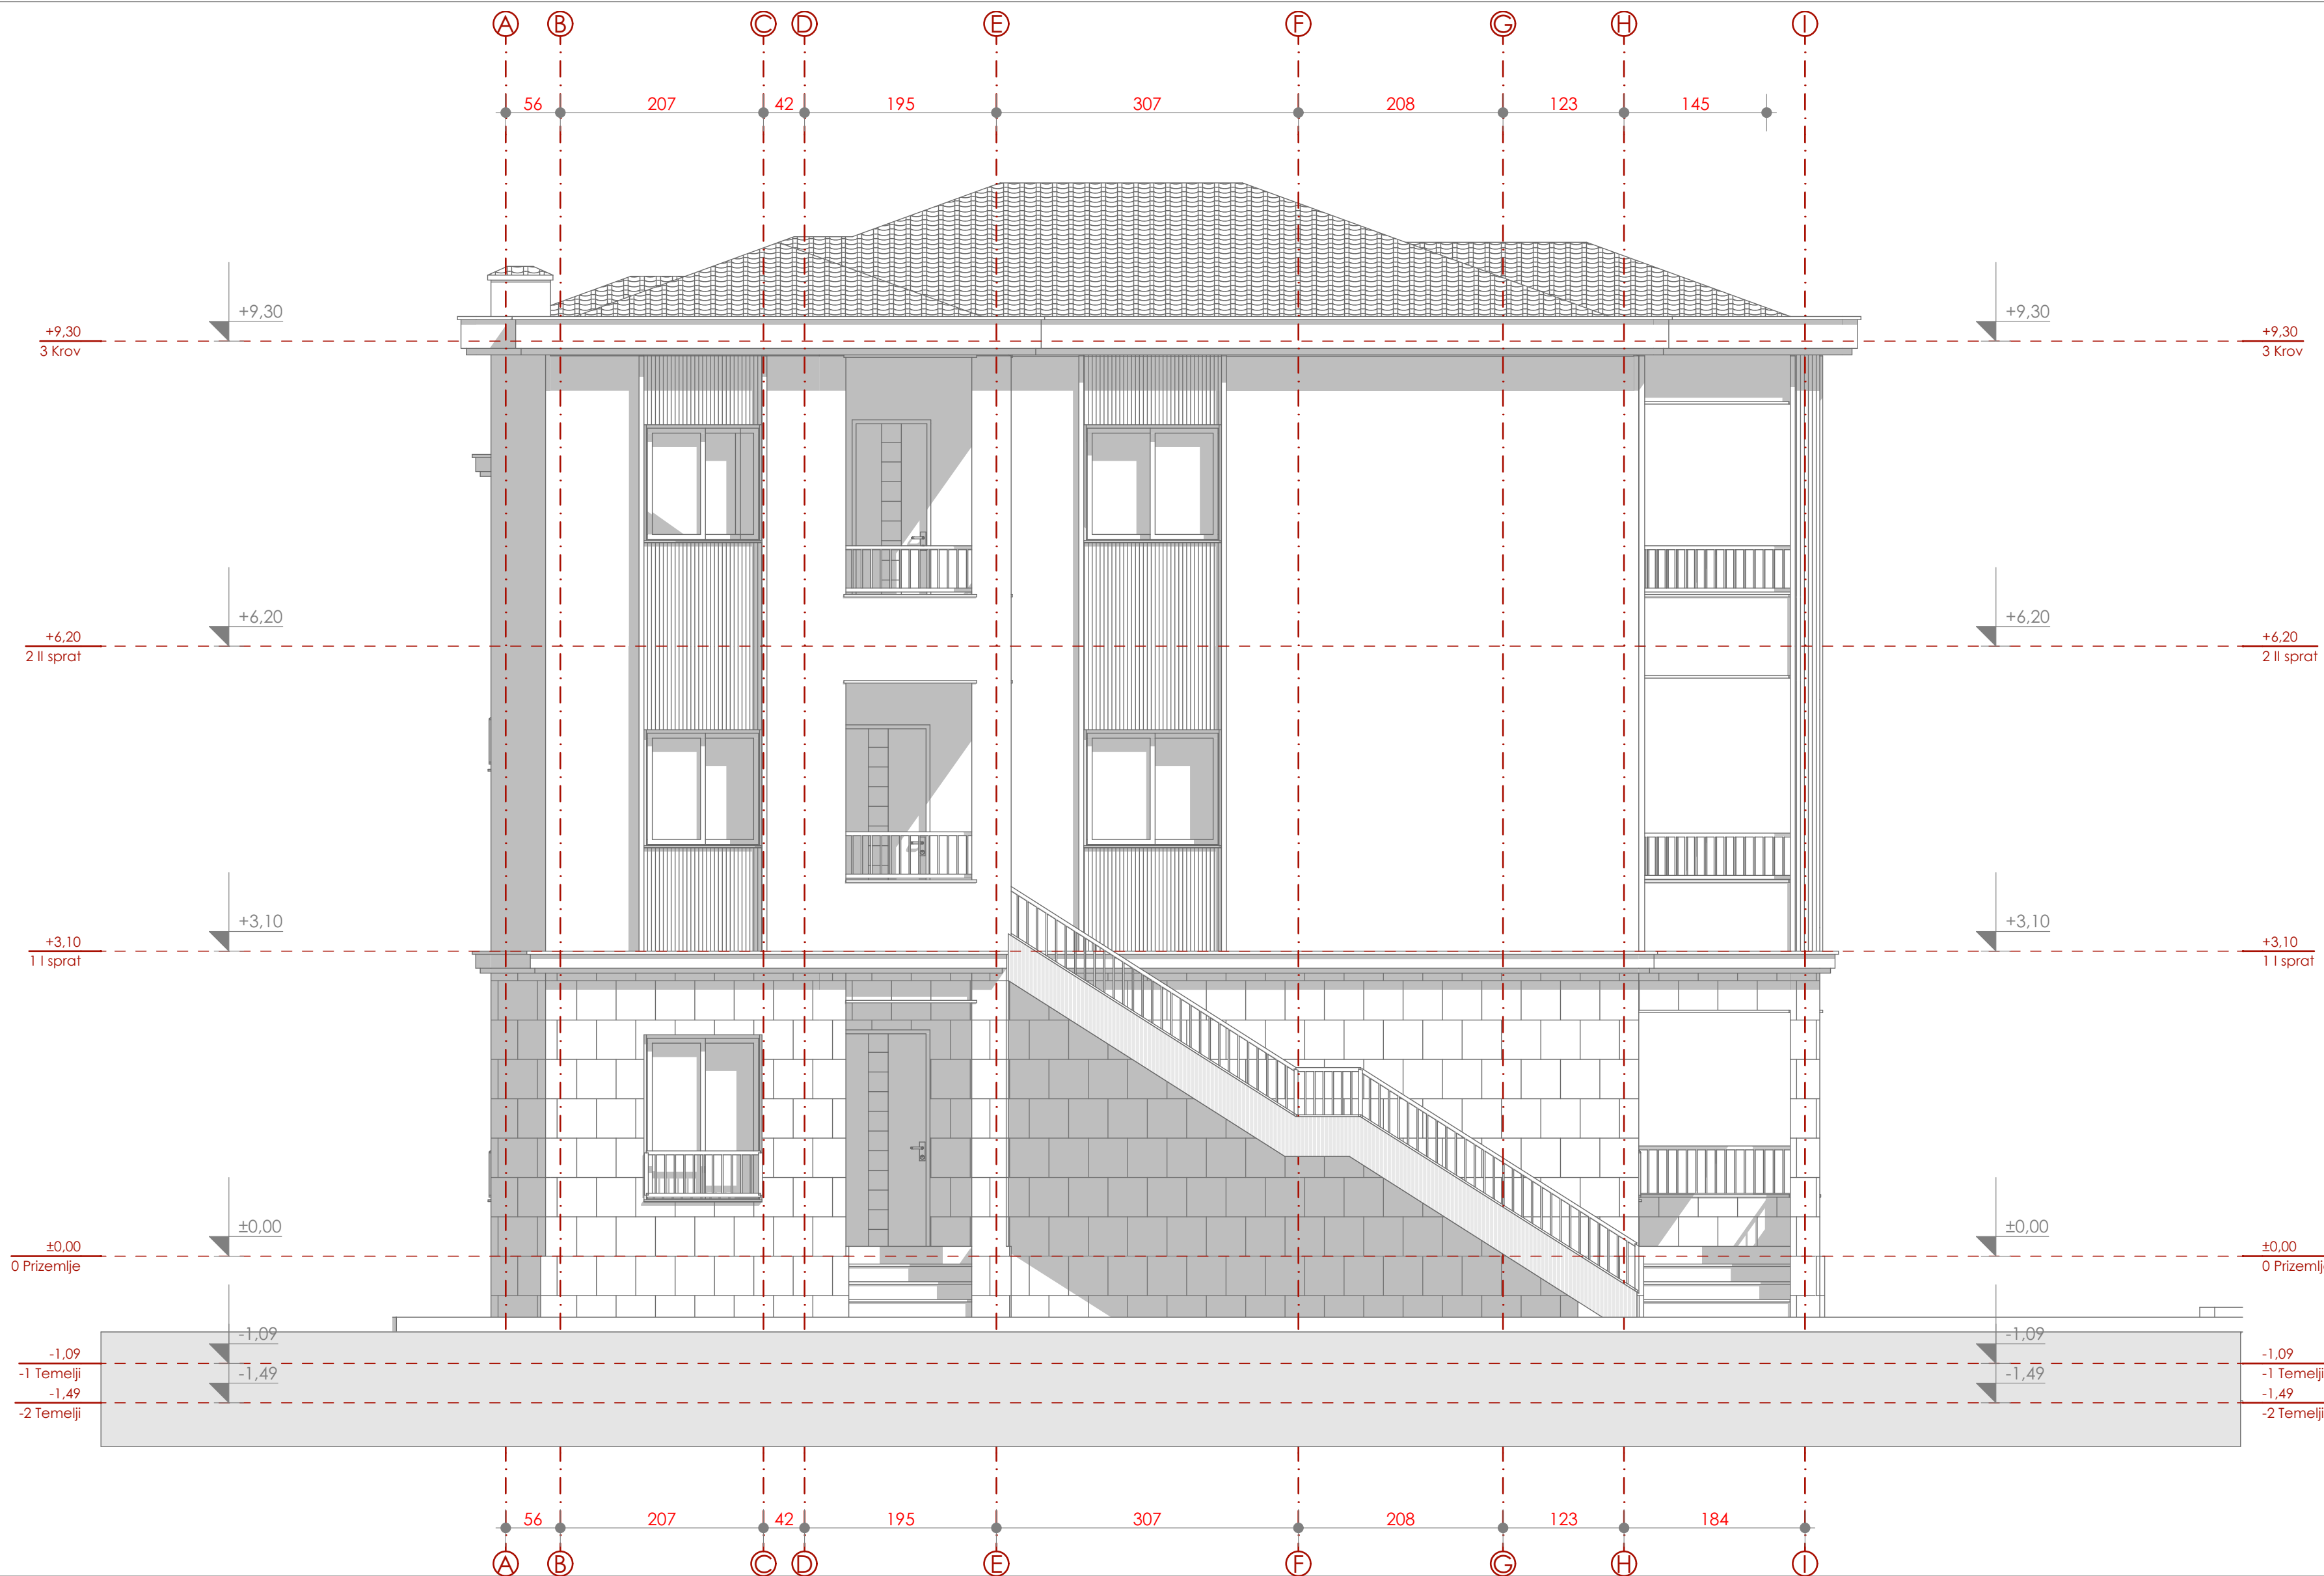 A B C D E F G H I
56 207 42 195 307 208 123 145
+9,30 +9,30
+9,30 +9,30
3 Krov 3 Krov
+6,20 +6,20
+6,20 +6,20
2 II sprat 2 II sprat
+3,10 +3,10
+3,10 +3,10
1 I sprat 1 I sprat
±0,00 ±0,00
±0,00 ±0,00
0 Prizemlje 0 Prizemlj
-1,09 -1,09
-1,09 -1,09
-1 Temelji -1 Temelji
-1,49 -1,49
-1,49 -1,49
-2 Temelji -2 Temelji
56 207 42 195 307 208 123 184
A B C D E F G H I